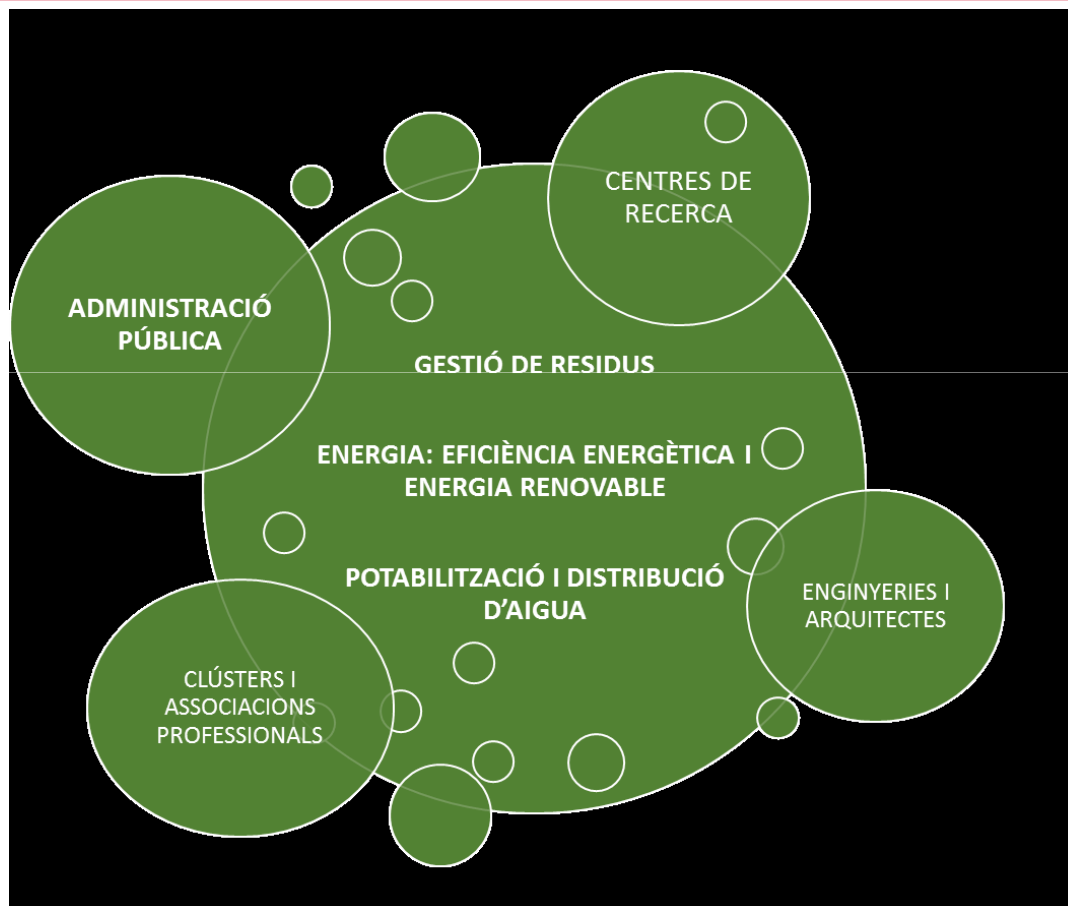 CENTRES DE
RECERCA
ADMINISTRACIÓ
PÚBLICA
GESTIÓ DE RESIDUS
ENERGIA: EFICIÈNCIA ENERGÈTICA I
ENERGIA RENOVABLE
POTABILITZACIÓ I DISTRIBUCIÓ
D’AIGUA
ENGINYERIES I
ARQUITECTES
CLÚSTERS I
ASSOCIACIONS
PROFESSIONALS